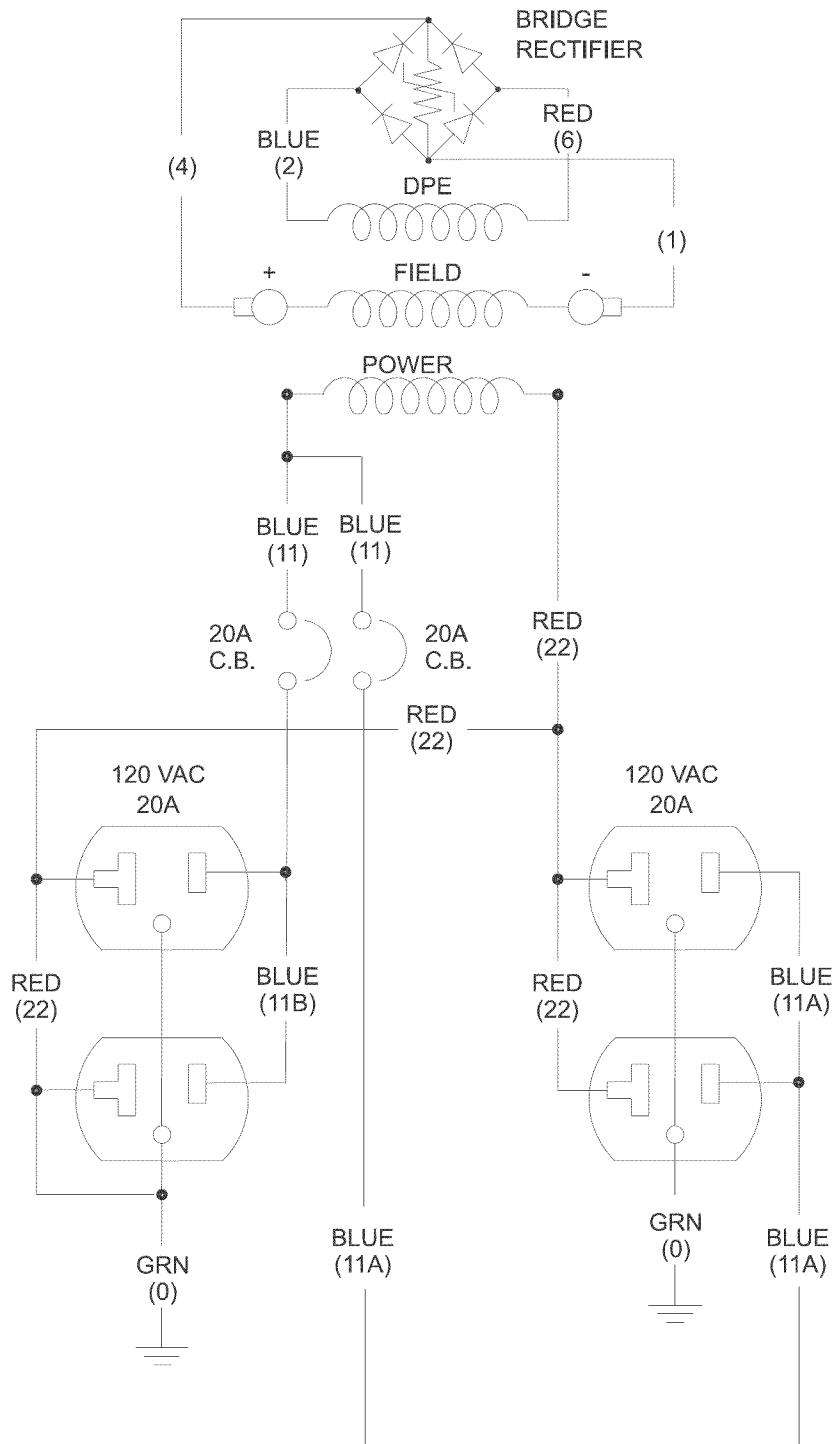 BRIDGE
RECTIFIER
BLUE
(2)
RED
(6)
(4)
DPE
(1)
+
FIELD
-
POWER
BLUE
(11)
BLUE
(11)
20A
C.B.
20A
C.B.
RED
(22)
RED
(22)
120 VAC
20A
120 VAC
20A
RED
(22)
BLUE
(11B)
RED
(22)
BLUE
(11A)
GRN
(0)
BLUE
(11A)
GRN
(0)
BLUE
(11A)